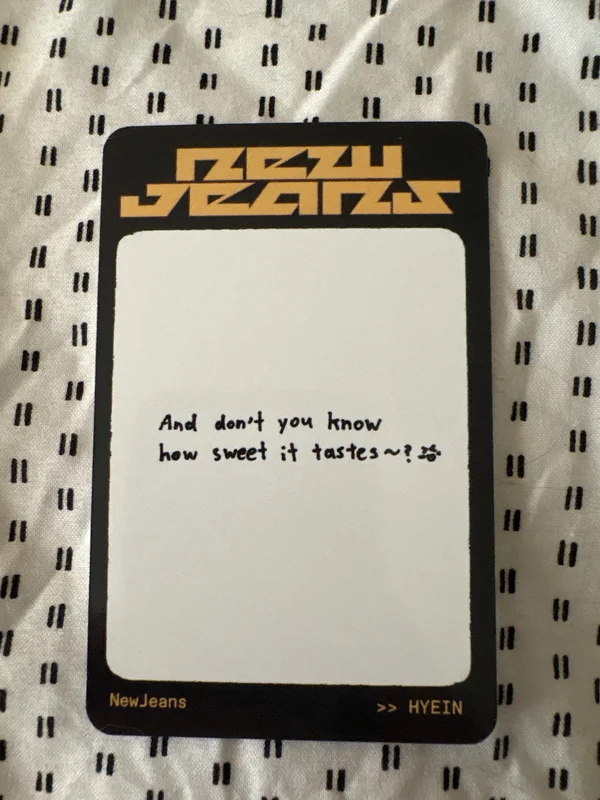 NEW
JEANS
And don't you know
how sweet it tastes~?
NewJeans
>> HYEIN